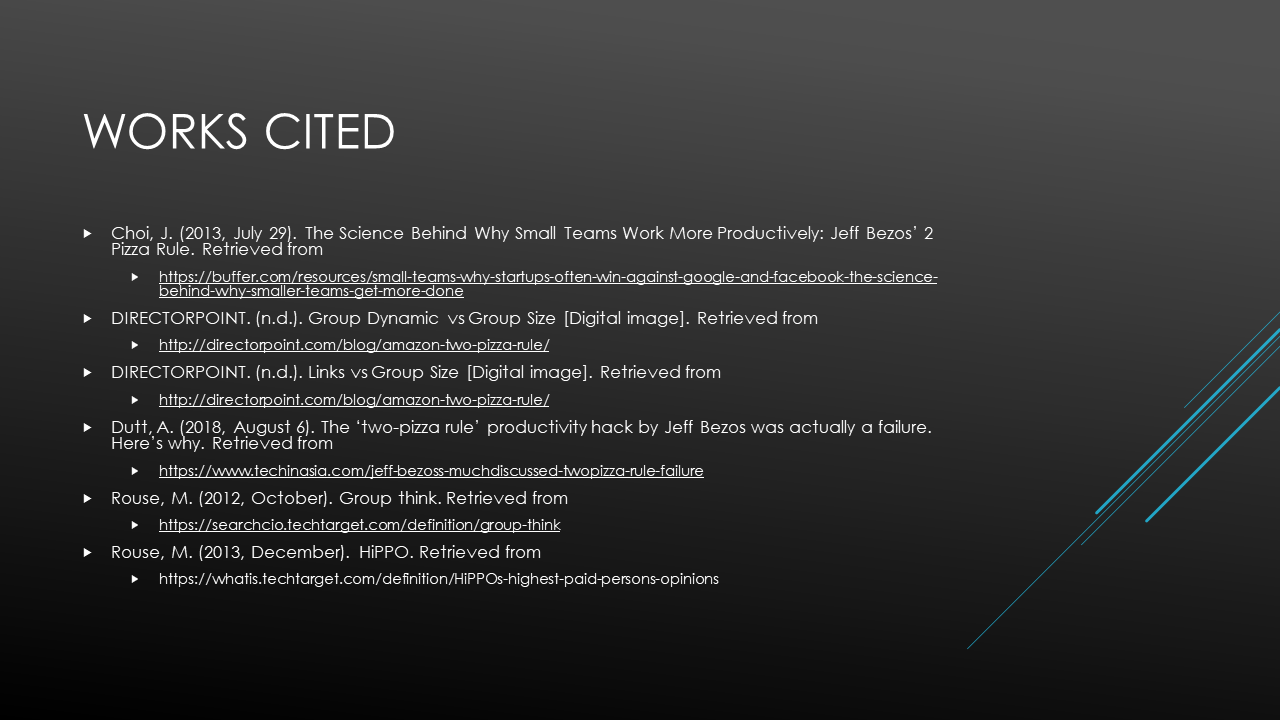 WORKS CITED
Choi, J. (2013, July 29). The Science Behind Why Small Teams Work More Productively: Jeff Bezos’ 2
Pizza Rule. Retrieved from
https://buffer.com/resources/small-teams-why-startups-often-win-against-google-and-facebook-the-science-
behind-why-smaller-teams-get-more-done
DIRECTORPOINT. (n.d.). Group Dynamic vs Group Size [Digital image]. Retrieved from
http://directorpoint.com/blog/amazon-two-pizza-rule/
DIRECTORPOINT. (n.d.). Links vs Group Size [Digital image]. Retrieved from
http://directorpoint.com/blog/amazon-two-pizza-rule/
Dutt, A. (2018, August 6). The ‘two-pizza rule’ productivity hack by Jeff Bezos was actually a failure.
Here’s why. Retrieved from
https://www.techinasia.com/jeff-bezoss-muchdiscussed-twopizza-rule-failure
Rouse, M. (2012, October). Group think. Retrieved from
https://searchcio.techtarget.com/definition/group-think
Rouse, M. (2013, December). HiPPO. Retrieved from
https://whatis.techtarget.com/definition/HiPPOs-highest-paid-persons-opinions